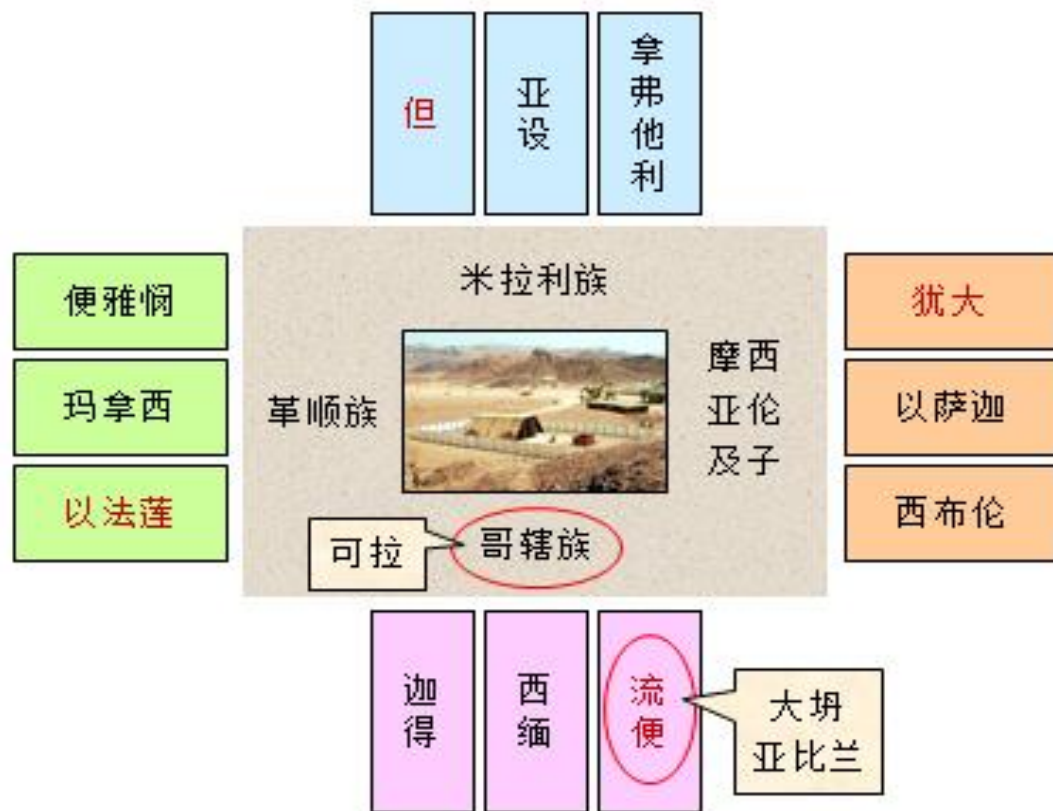 但
亚设
拿弗他利
米拉利族
便雅悯
玛拿西
以法莲
革顺族
摩西
亚伦
及子
犹大
以萨迦
西布伦
可拉
哥辖族
迦得
西缅
流便
大坍
亚比兰